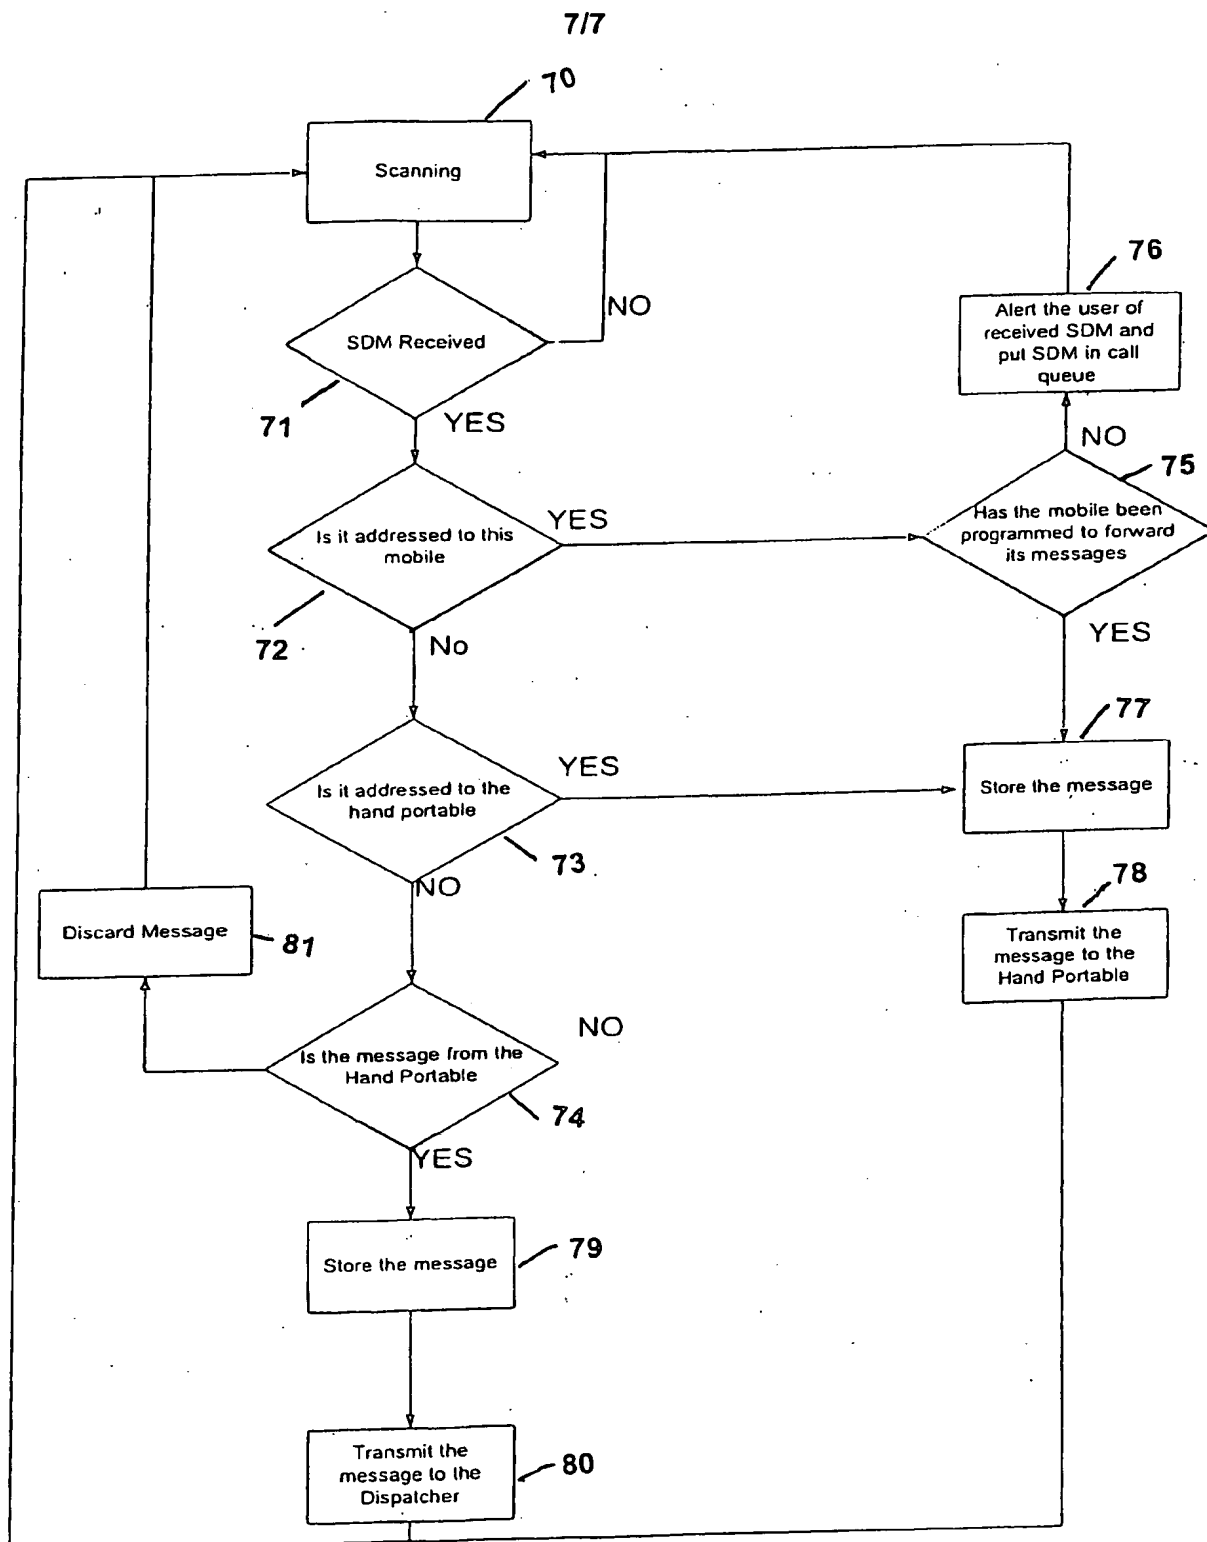 7/7
70
Scanning
NO
SDM Received
71
YES
76
Alert the user of
received SDM and
put SDM in call
queue
NO
75
Has the mobile been
programmed to forward
its messages
YES
Is it addressed to this
mobile
YES
72
No
77
Store the message
Is it addressed to the
hand portable
YES
73
NO
78
Transmit the
message to the
Hand Portable
Discard Message
81
Is the message from the
Hand Portable
NO
74
YES
Store the message
79
Transmit the
message to the
Dispatcher
80